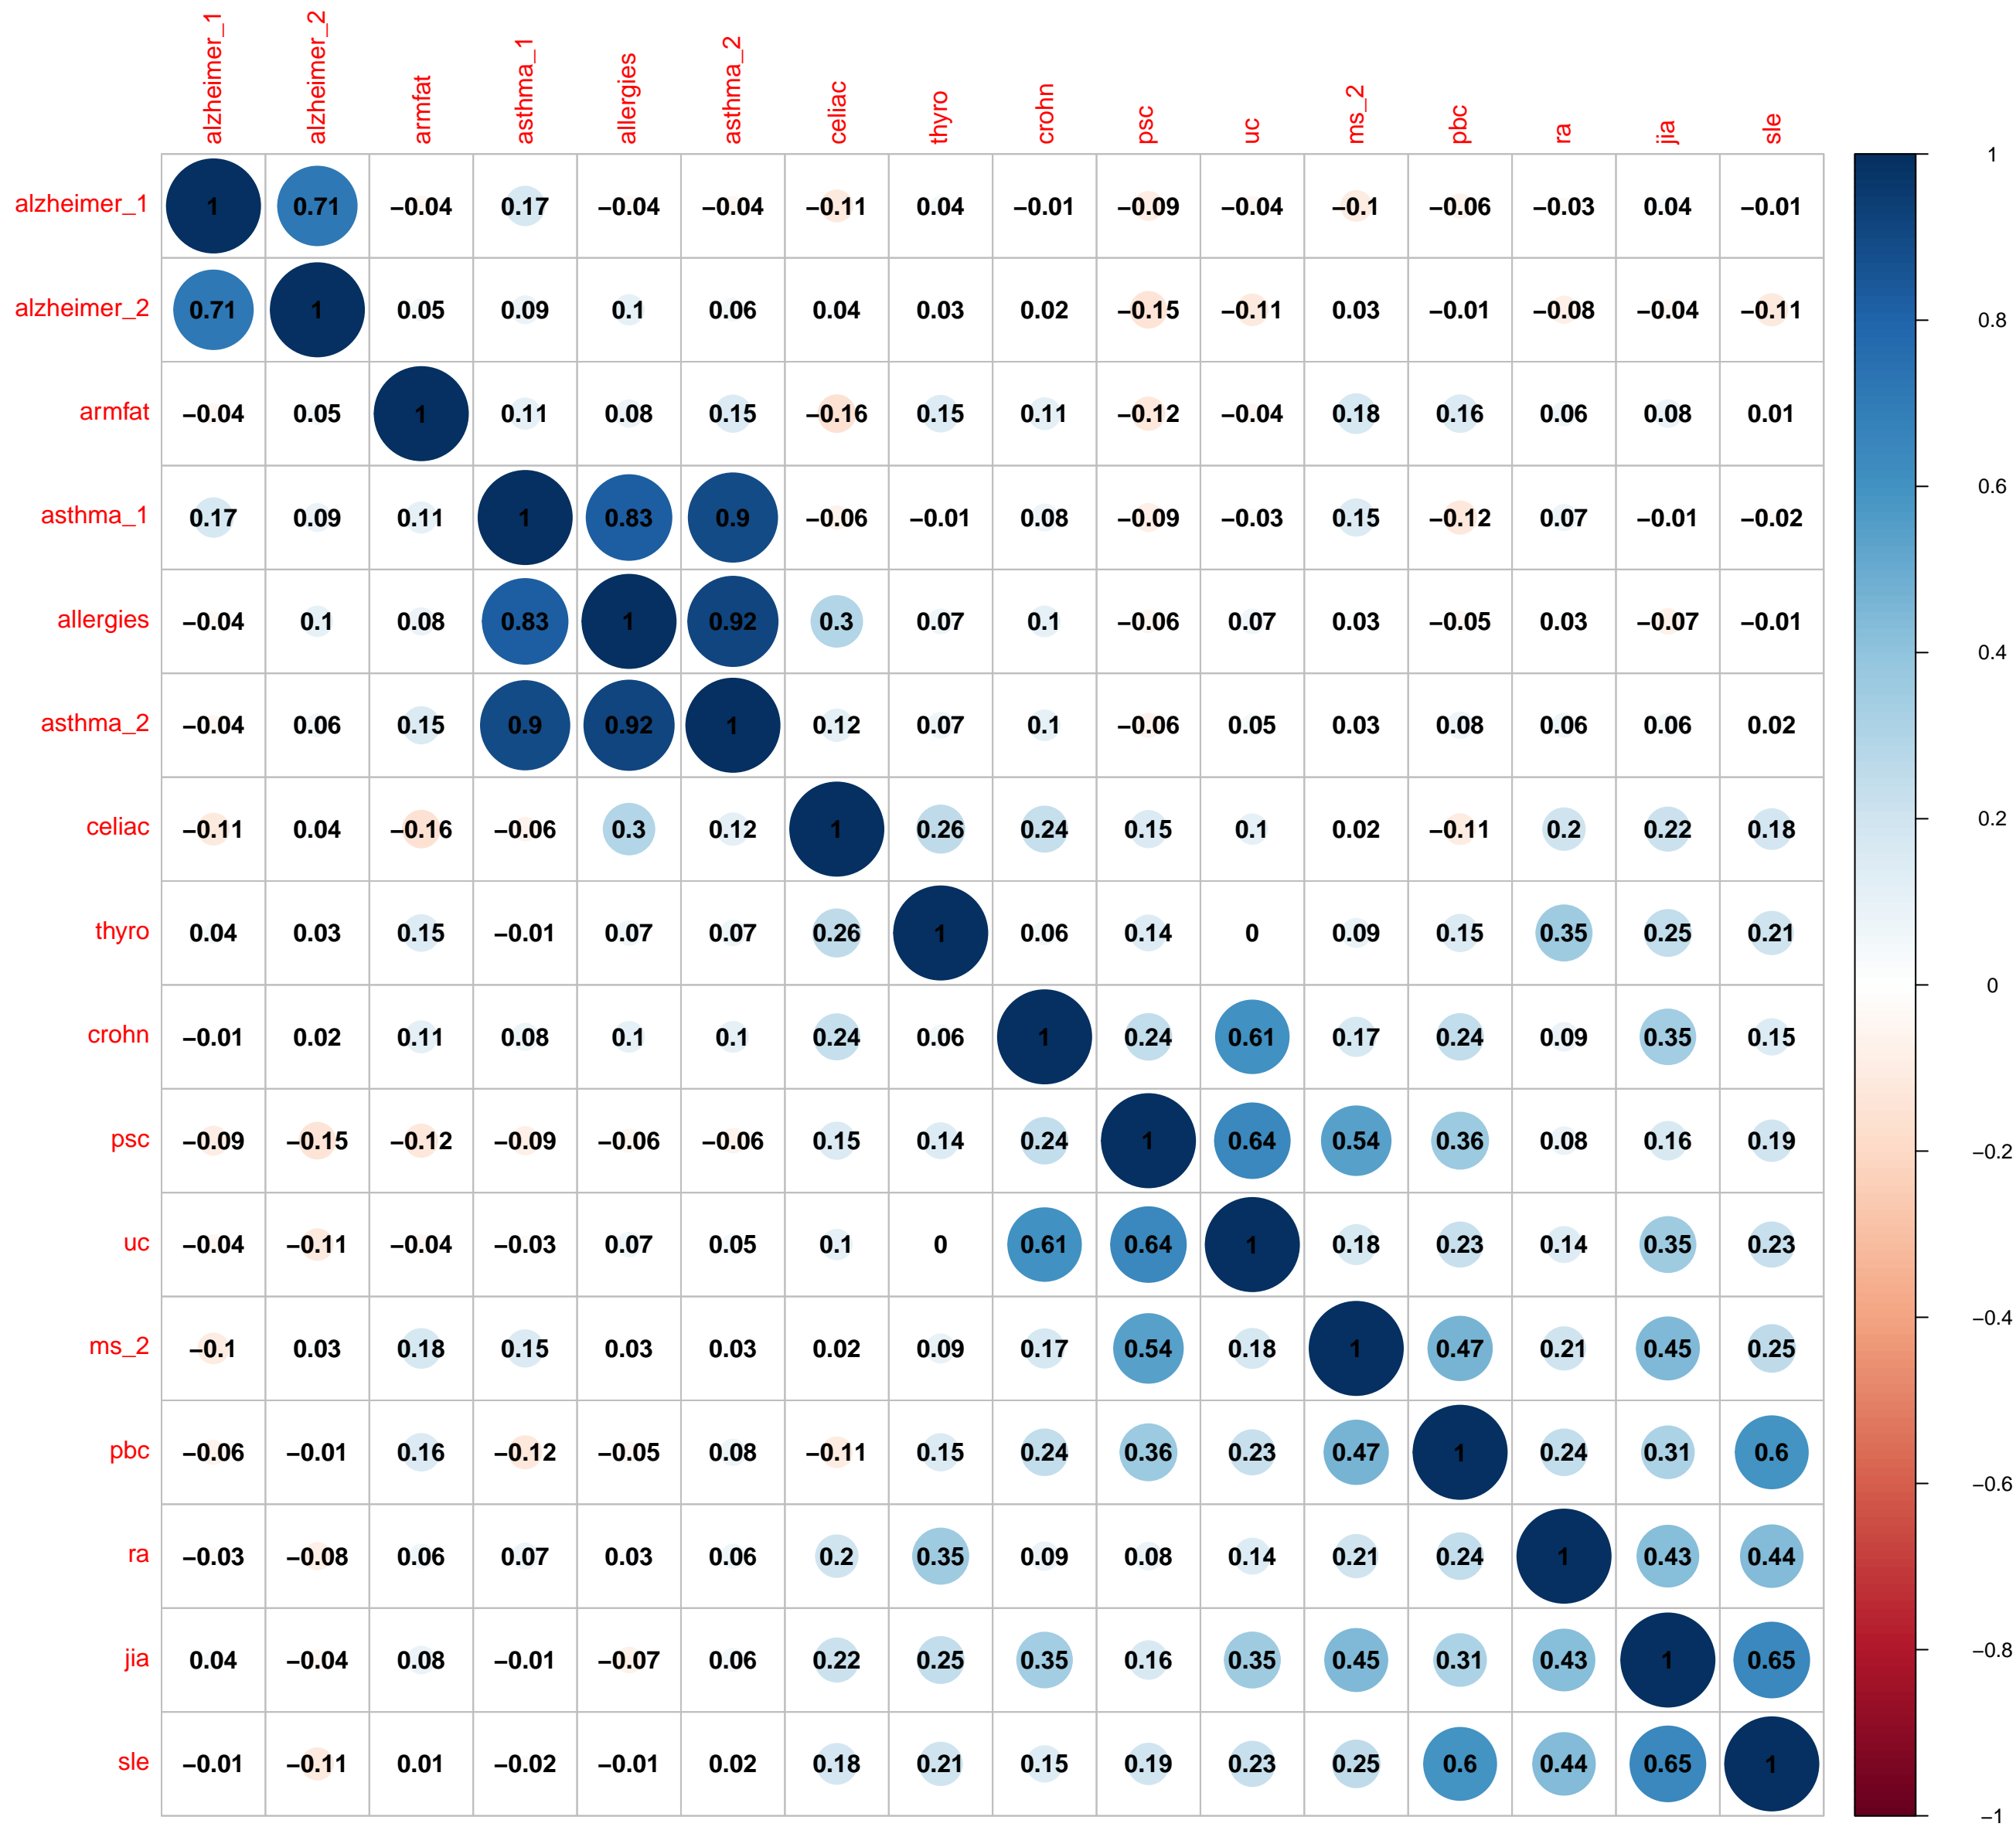 alzheimer_1 alzheimer_2 armfat asthma_1 allergies asthma_2 celiac thyro crohn psc uc ms_2 pbc ra jia sle
alzheimer_1 1 0.71 −0.04 0.17 −0.04 −0.04 −0.11 0.04 −0.01 −0.09 −0.04 −0.1 −0.06 −0.03 0.04 −0.01
alzheimer_2 0.71 1 0.05 0.09 0.1 0.06 0.04 0.03 0.02 −0.15 −0.11 0.03 −0.01 −0.08 −0.04 −0.11
armfat −0.04 0.05 1 0.11 0.08 0.15 −0.16 0.15 0.11 −0.12 −0.04 0.18 0.16 0.06 0.08 0.01
asthma_1 0.17 0.09 0.11 1 0.83 0.9 −0.06 −0.01 0.08 −0.09 −0.03 0.15 −0.12 0.07 −0.01 −0.02
allergies −0.04 0.1 0.08 0.83 1 0.92 0.3 0.07 0.1 −0.06 0.07 0.03 −0.05 0.03 −0.07 −0.01
asthma_2 −0.04 0.06 0.15 0.9 0.92 1 0.12 0.07 0.1 −0.06 0.05 0.03 0.08 0.06 0.06 0.02
celiac −0.11 0.04 −0.16 −0.06 0.3 0.12 1 0.26 0.24 0.15 0.1 0.02 −0.11 0.2 0.22 0.18
thyro 0.04 0.03 0.15 −0.01 0.07 0.07 0.26 1 0.06 0.14 0 0.09 0.15 0.35 0.25 0.21
crohn −0.01 0.02 0.11 0.08 0.1 0.1 0.24 0.06 1 0.24 0.61 0.17 0.24 0.09 0.35 0.15
psc −0.09 −0.15 −0.12 −0.09 −0.06 −0.06 0.15 0.14 0.24 1 0.64 0.54 0.36 0.08 0.16 0.19
uc −0.04 −0.11 −0.04 −0.03 0.07 0.05 0.1 0 0.61 0.64 1 0.18 0.23 0.14 0.35 0.23
ms_2 −0.1 0.03 0.18 0.15 0.03 0.03 0.02 0.09 0.17 0.54 0.18 1 0.47 0.21 0.45 0.25
pbc −0.06 −0.01 0.16 −0.12 −0.05 0.08 −0.11 0.15 0.24 0.36 0.23 0.47 1 0.24 0.31 0.6
ra −0.03 −0.08 0.06 0.07 0.03 0.06 0.2 0.35 0.09 0.08 0.14 0.21 0.24 1 0.43 0.44
jia 0.04 −0.04 0.08 −0.01 −0.07 0.06 0.22 0.25 0.35 0.16 0.35 0.45 0.31 0.43 1 0.65
sle −0.01 −0.11 0.01 −0.02 −0.01 0.02 0.18 0.21 0.15 0.19 0.23 0.25 0.6 0.44 0.65 1
1
0.8
0.6
0.4
0.2
0
−0.2
−0.4
−0.6
−0.8
−1